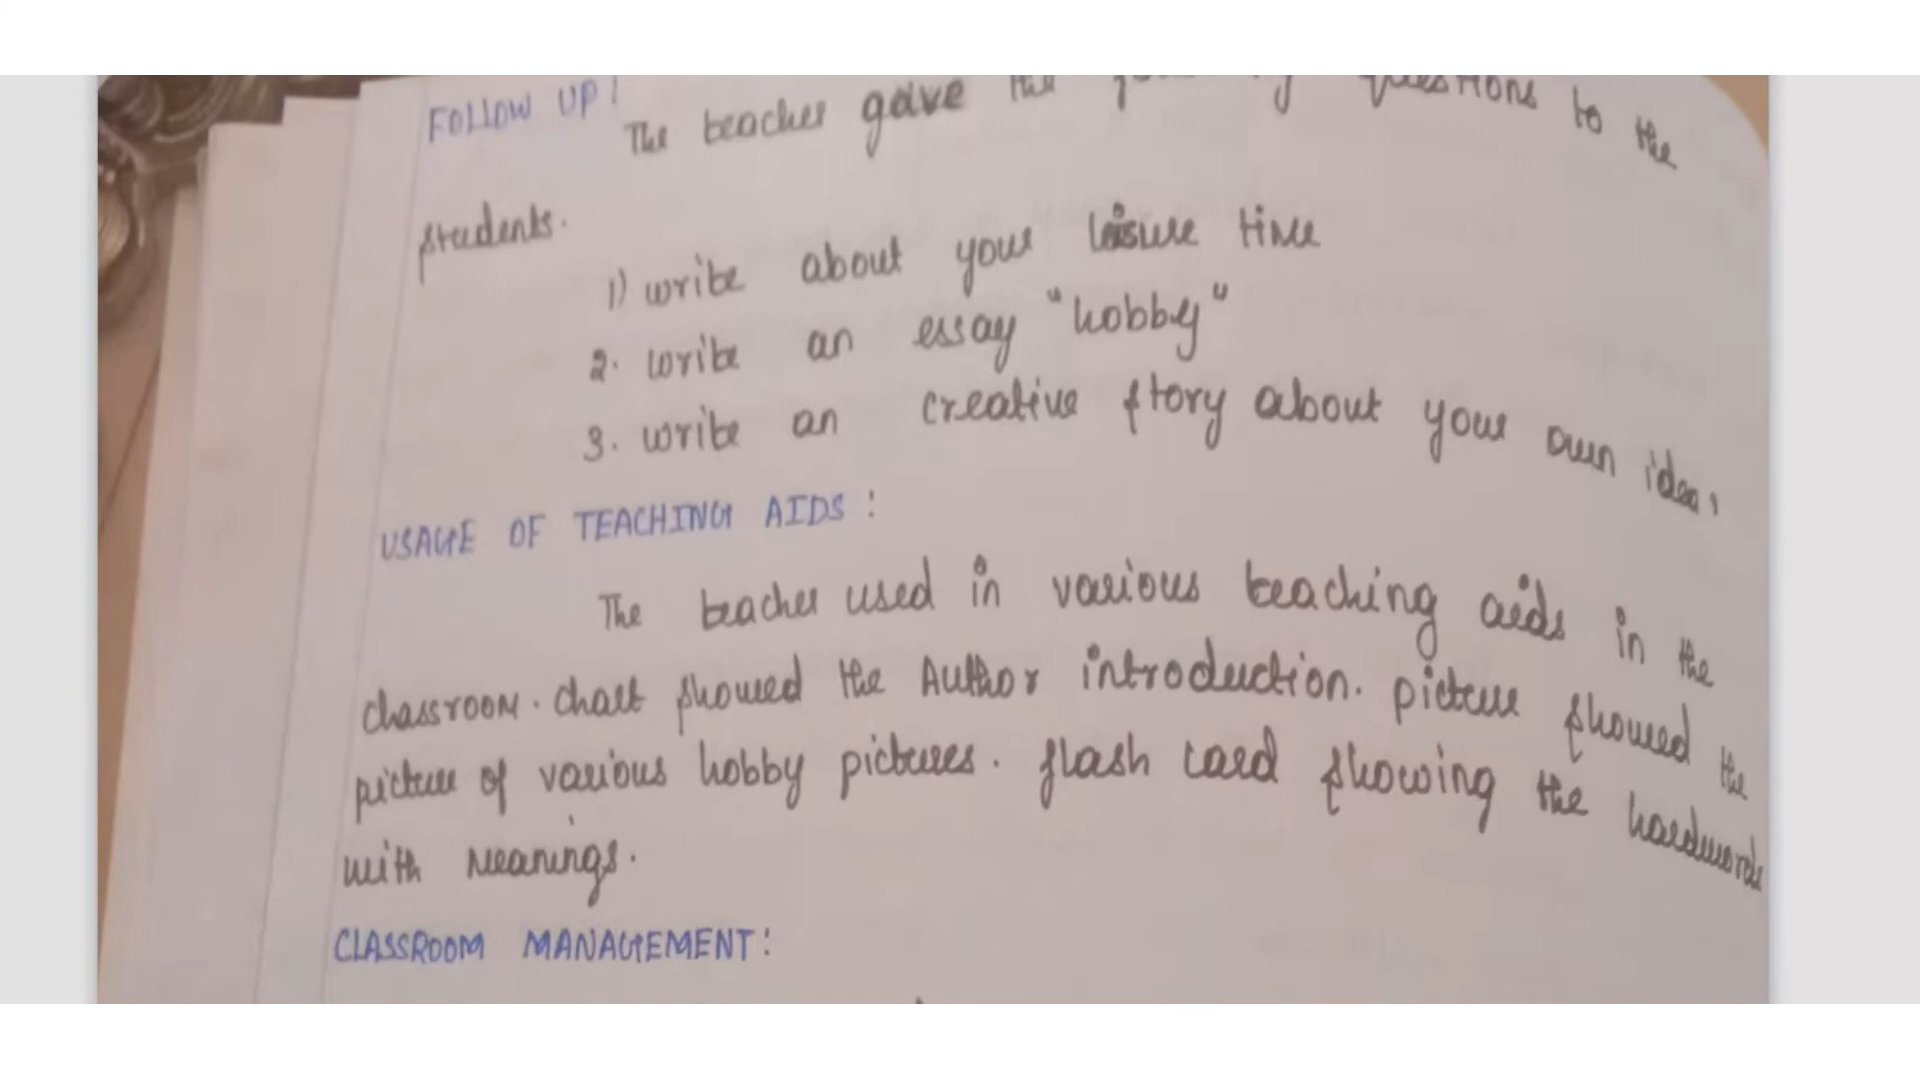 FOLLOW UP!
The teacher gave the following questions to the
students.
1) write about your leisure time
2. write an essay "hobby"
3. write an creative story about your own idea.
USAGE OF TEACHING AIDS :
The teacher used in various teaching aids in the
classroom. chart showed the Author introduction. picture showed the
picture of various hobby pictures. flash card showing the hardwords
with Meanings.
CLASSROOM MANAGEMENT: